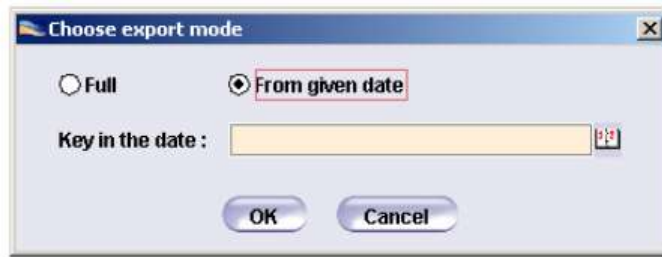 Choose export mode
Full From given date
Key in the date :
OK Cancel